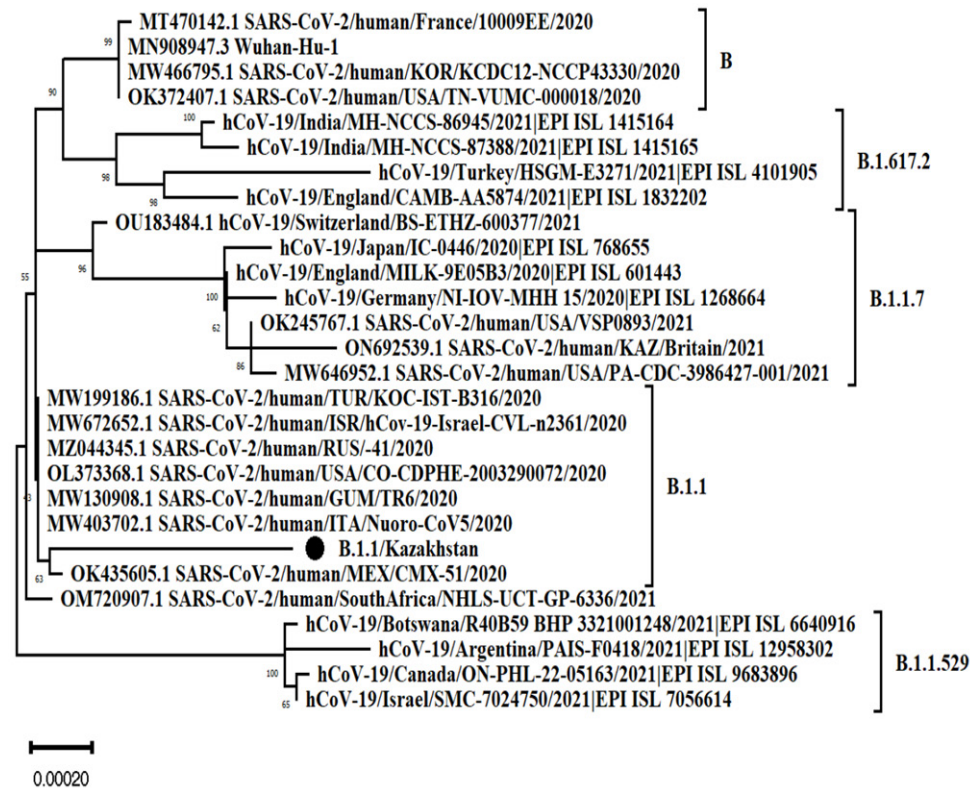 MT470142.1 SARS-CoV-2/human/France/10009EE/2020
99
MN908947.3 Wuhan-Hu-1
B
MW466795.1 SARS-CoV-2/human/KOR/KCDC12-NCCP43330/2020
90
OK372407.1 SARS-CoV-2/human/USA/TN-VUMC-000018/2020
100
hCoV-19/India/MH-NCCS-86945/2021|EPI ISL 1415164
hCoV-19/India/MH-NCCS-87388/2021|EPI ISL 1415165
B.1.617.2
98
hCoV-19/Turkey/HSGM-E3271/2021|EPI ISL 4101905
98
hCoV-19/England/CAMB-AA5874/2021|EPI ISL 1832202
OU183484.1 hCoV-19/Switzerland/BS-ETHZ-600377/2021
hCoV-19/Japan/IC-0446/2020|EPI ISL 768655
96
55
hCoV-19/England/MILK-9E05B3/2020|EPI ISL 601443
100
hCoV-19/Germany/NI-IOV-MHH 15/2020|EPI ISL 1268664
B.1.1.7
62
OK245767.1 SARS-CoV-2/human/USA/VSP0893/2021
ON692539.1 SARS-CoV-2/human/KAZ/Britain/2021
86
MW646952.1 SARS-CoV-2/human/USA/PA-CDC-3986427-001/2021
MW199186.1 SARS-CoV-2/human/TUR/KOC-IST-B316/2020
MW672652.1 SARS-CoV-2/human/ISR/hCov-19-Israel-CVL-n2361/2020
MZ044345.1 SARS-CoV-2/human/RUS/-41/2020
OL373368.1 SARS-CoV-2/human/USA/CO-CDPHE-2003290072/2020
B.1.1
MW130908.1 SARS-CoV-2/human/GUM/TR6/2020
MW403702.1 SARS-CoV-2/human/ITA/Nuoro-CoV5/2020
B.1.1/Kazakhstan
63
OK435605.1 SARS-CoV-2/human/MEX/CMX-51/2020
OM720907.1 SARS-CoV-2/human/SouthAfrica/NHLS-UCT-GP-6336/2021
hCoV-19/Botswana/R40B59 BHP 3321001248/2021|EPI ISL 6640916
hCoV-19/Argentina/PAIS-F0418/2021|EPI ISL 12958302
B.1.1.529
100
hCoV-19/Canada/ON-PHL-22-05163/2021|EPI ISL 9683896
65
hCoV-19/Israel/SMC-7024750/2021|EPI ISL 7056614
0.00020